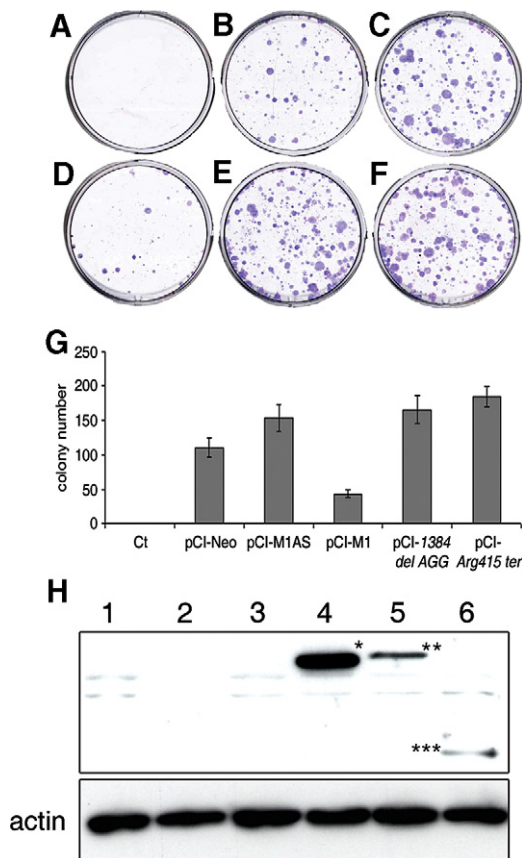 A B C
D E F
G
250
200
150
100
50
0
colony number
Ct pCI-Neo pCI-M1AS pCI-M1 pCI-1384 pCI-
del AGG Arg415 ter
H
1 2 3 4 5 6
* **
***
actin